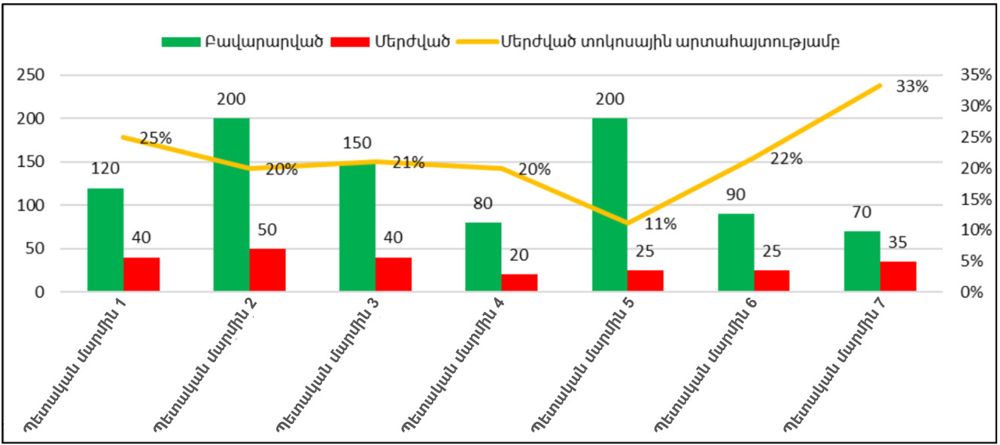 Բավարարված Մերժված Մերժված տոկոսային արտահայտությամբ
250 35%
200 30%
150 25%
100 20%
50 15%
0 10%
5%
0%
120 200 150 80 200 90 70
40 50 40 20 25 25 35
25% 20% 21% 20% 11% 22% 33%
Պետական մարմին 1
Պետական մարմին 2
Պետական մարմին 3
Պետական մարմին 4
Պետական մարմին 5
Պետական մարմին 6
Պետական մարմին 7